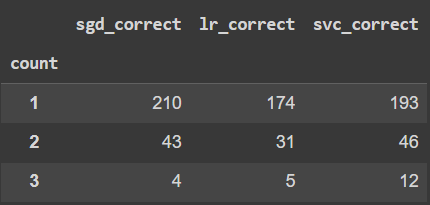 sgd_correct lr_correct svc_correct
count
1 210 174 193
2 43 31 46
3 4 5 12